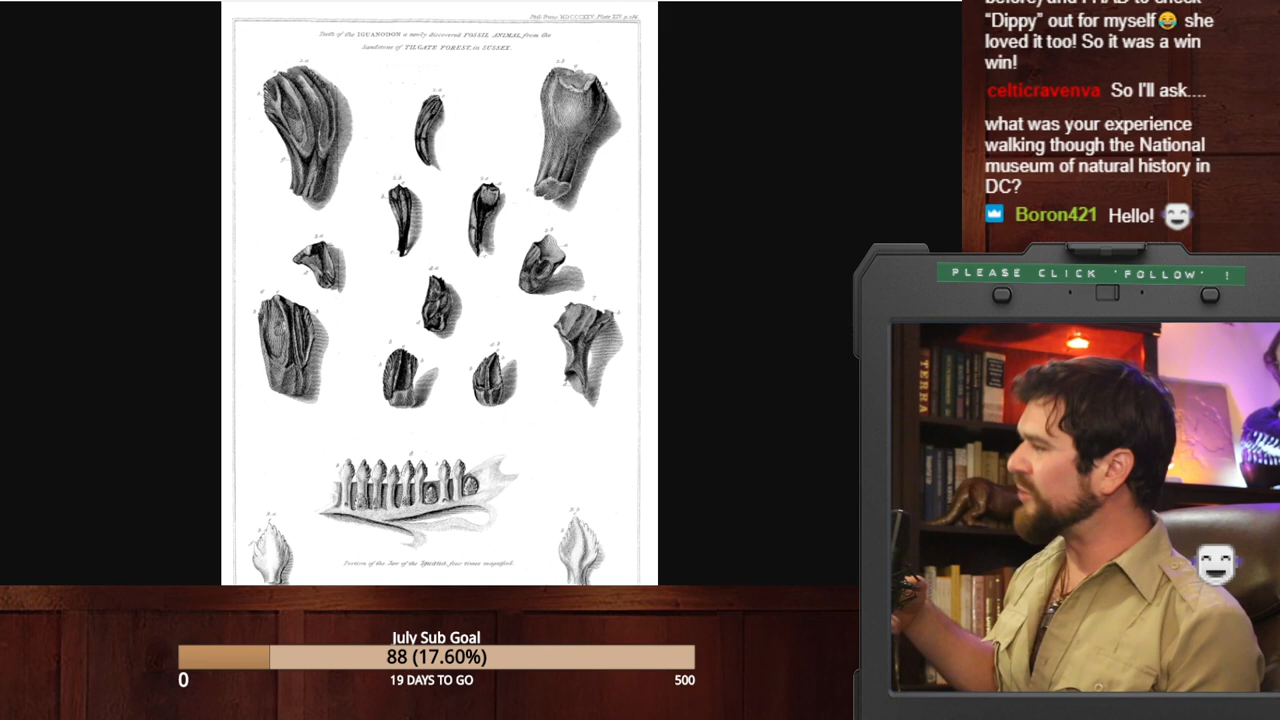 Phil. Trans. MDCCCXXV. Plate XIV. p. 186.
Teeth of the IGUANODON a newly discovered FOSSIL ANIMAL, from the
Sandstone of TILGATE FOREST, in SUSSEX.
Portion of the Jaw of the Iguana, four times magnified.
July Sub Goal
88 (17.60%)
0
19 DAYS TO GO
500
"Dippy" out for myself😂 she
loved it too! So it was a win
win!
celticravenva So I'll ask....
what was your experience
walking though the National
museum of natural history in
DC?
Boron421 Hello!
PLEASE CLICK 'FOLLOW' !
TERRA